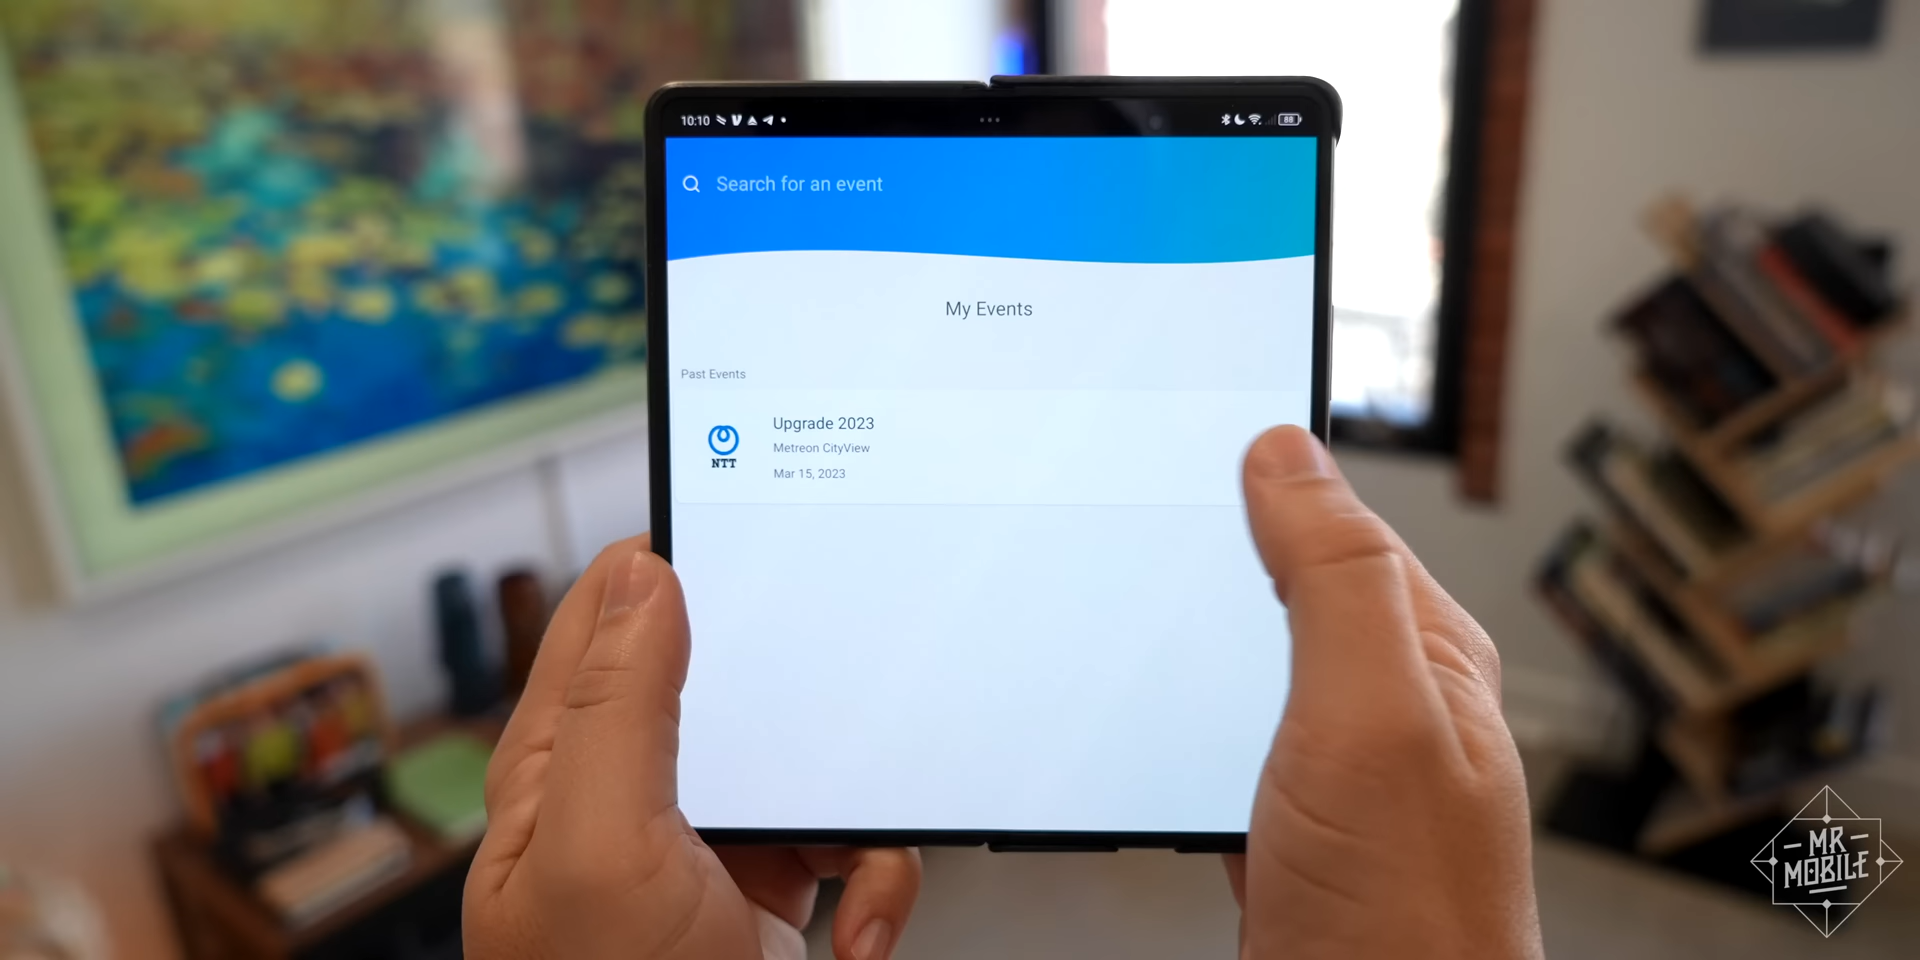 10:10
88
Search for an event
My Events
Past Events
Upgrade 2023
Metreon CityView
Mar 15, 2023
NTT
MR
MOBILE